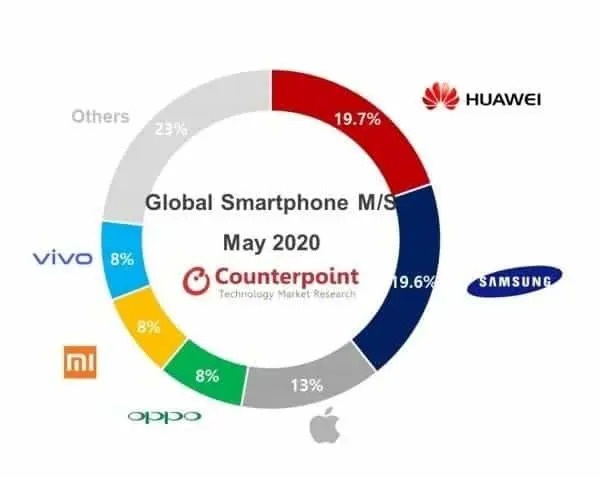 Others
23%
19.7%
HUAWEI
Global Smartphone M/S
May 2020
Counterpoint
Technology Market Research
vivo
8%
19.6%
SAMSUNG
8%
mi
8%
13%
oppo